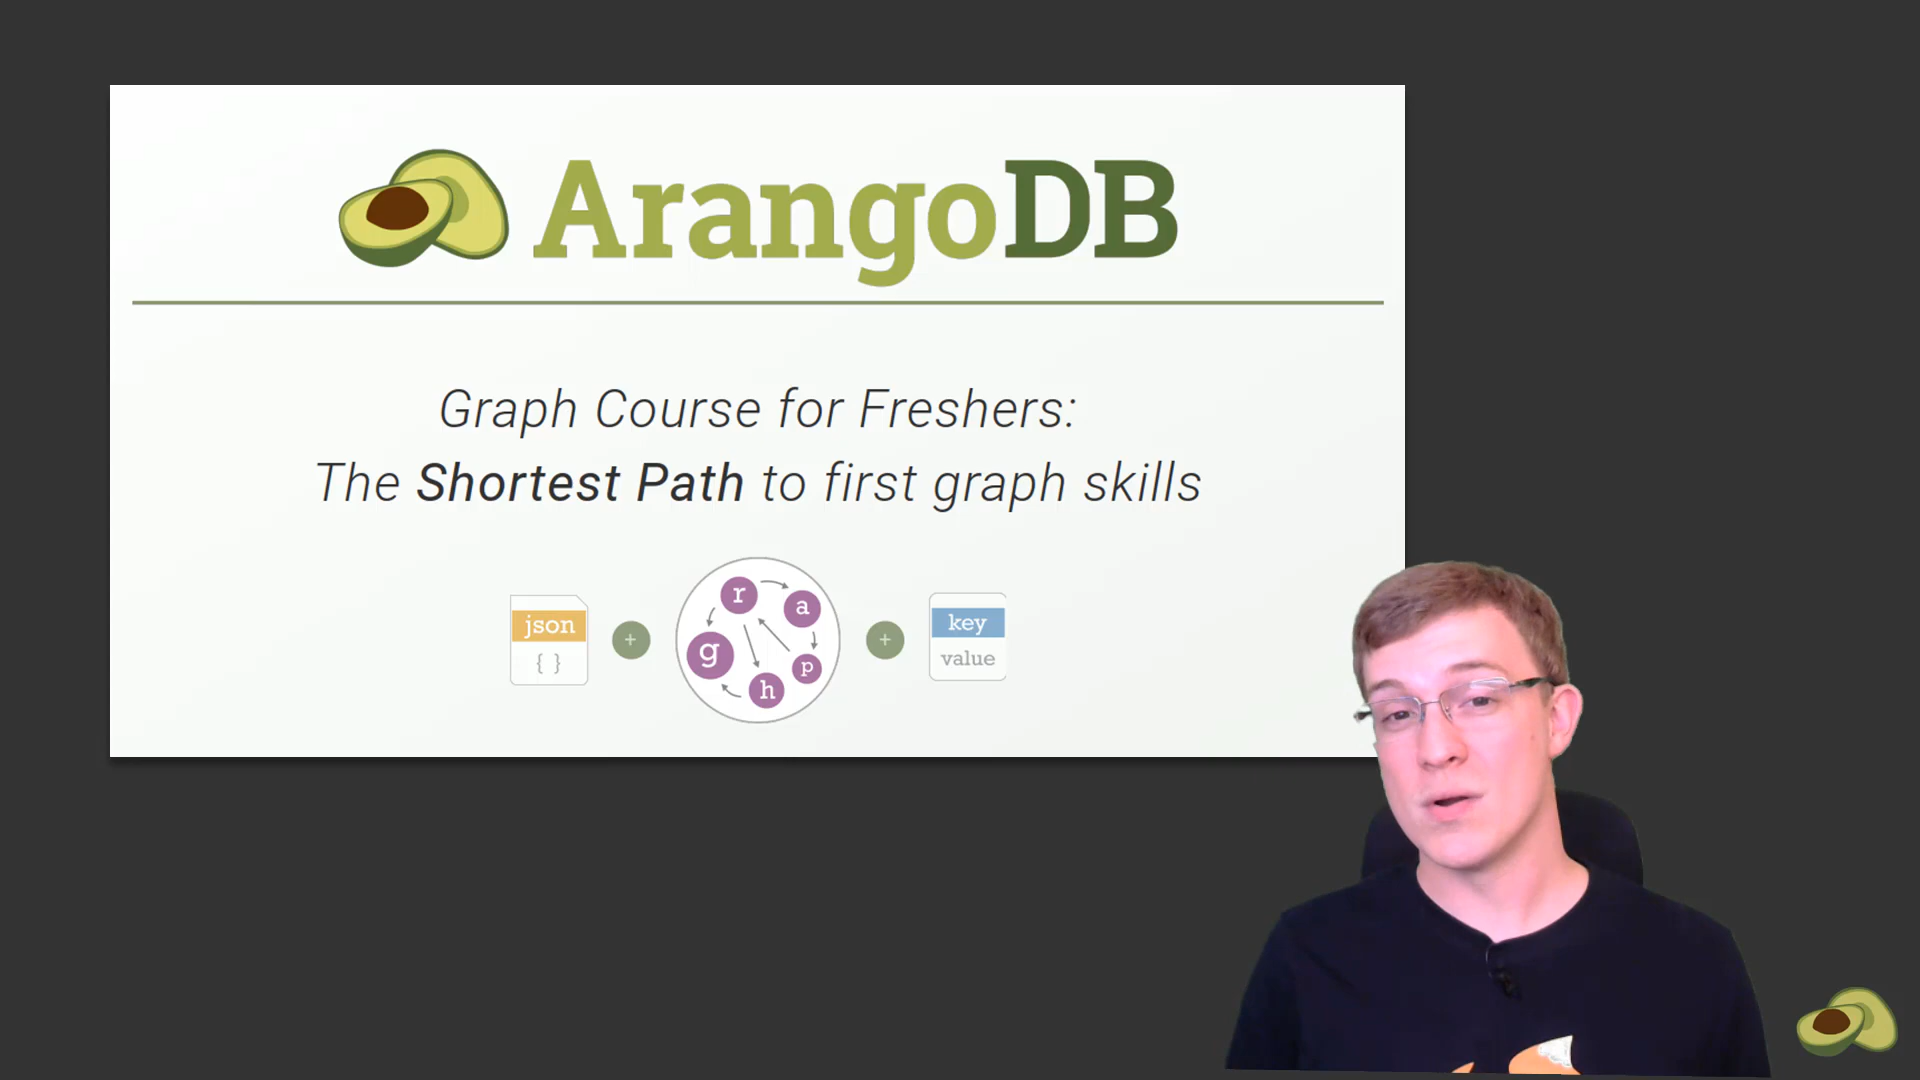 ArangoDB
Graph Course for Freshers:
The Shortest Path to first graph skills
json
{ }
+
g
r
a
p
h
+
key
value